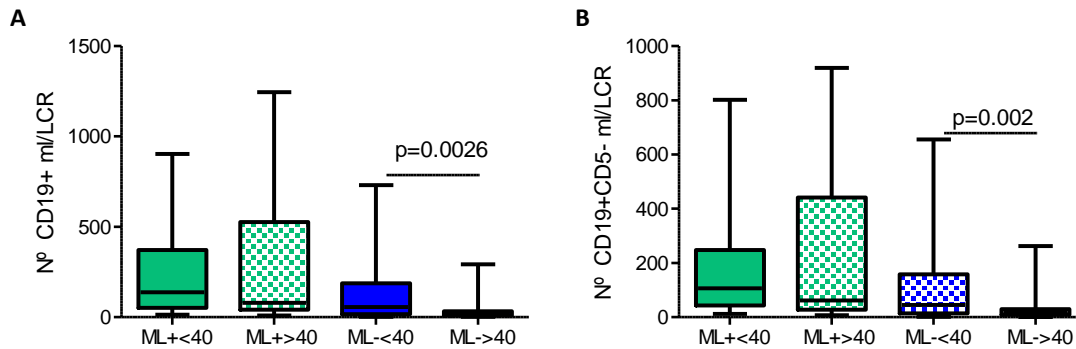 A
B
Nº CD19+ ml/LCR
1500
1000
500
0
p=0.0026
ML+<40
ML+>40
ML-<40
ML->40
Nº CD19+CD5- ml/LCR
1000
800
600
400
200
0
p=0.002
ML+<40
ML+>40
ML-<40
ML->40